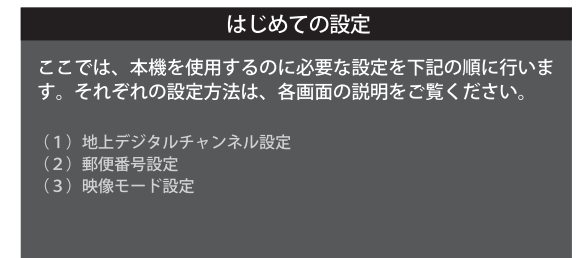 はじめての設定
ここでは、本機を使用するのに必要な設定を下記の順に行いま
す。それぞれの設定方法は、各画面の説明をご覧ください。
（1）地上デジタルチャンネル設定
（2）郵便番号設定
（3）映像モード設定